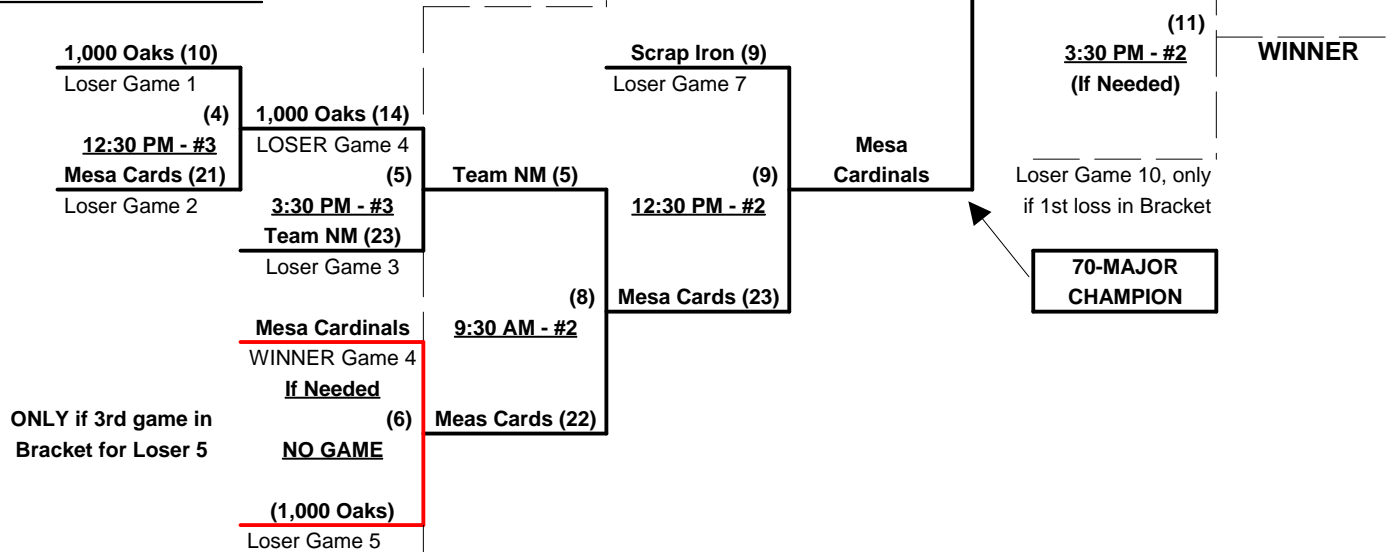 1,000 Oaks (10)
Loser Game 1
(4)
12:30 PM - #3
Mesa Cards (21)
Loser Game 2
1,000 Oaks (14)
LOSER Game 4
(5)
3:30 PM - #3
Team NM (23)
Loser Game 3
Mesa Cardinals
WINNER Game 4
If Needed
(6)
NO GAME
(1,000 Oaks)
Loser Game 5
ONLY if 3rd game in
Bracket for Loser 5
Team NM (5)
(8)
9:30 AM - #2
Meas Cards (22)
Scrap Iron (9)
Loser Game 7
(9)
12:30 PM - #2
Mesa Cards (23)
Mesa
Cardinals
(11)
3:30 PM - #2
(If Needed)
Loser Game 10, only
if 1st loss in Bracket
70-MAJOR
CHAMPION
WINNER